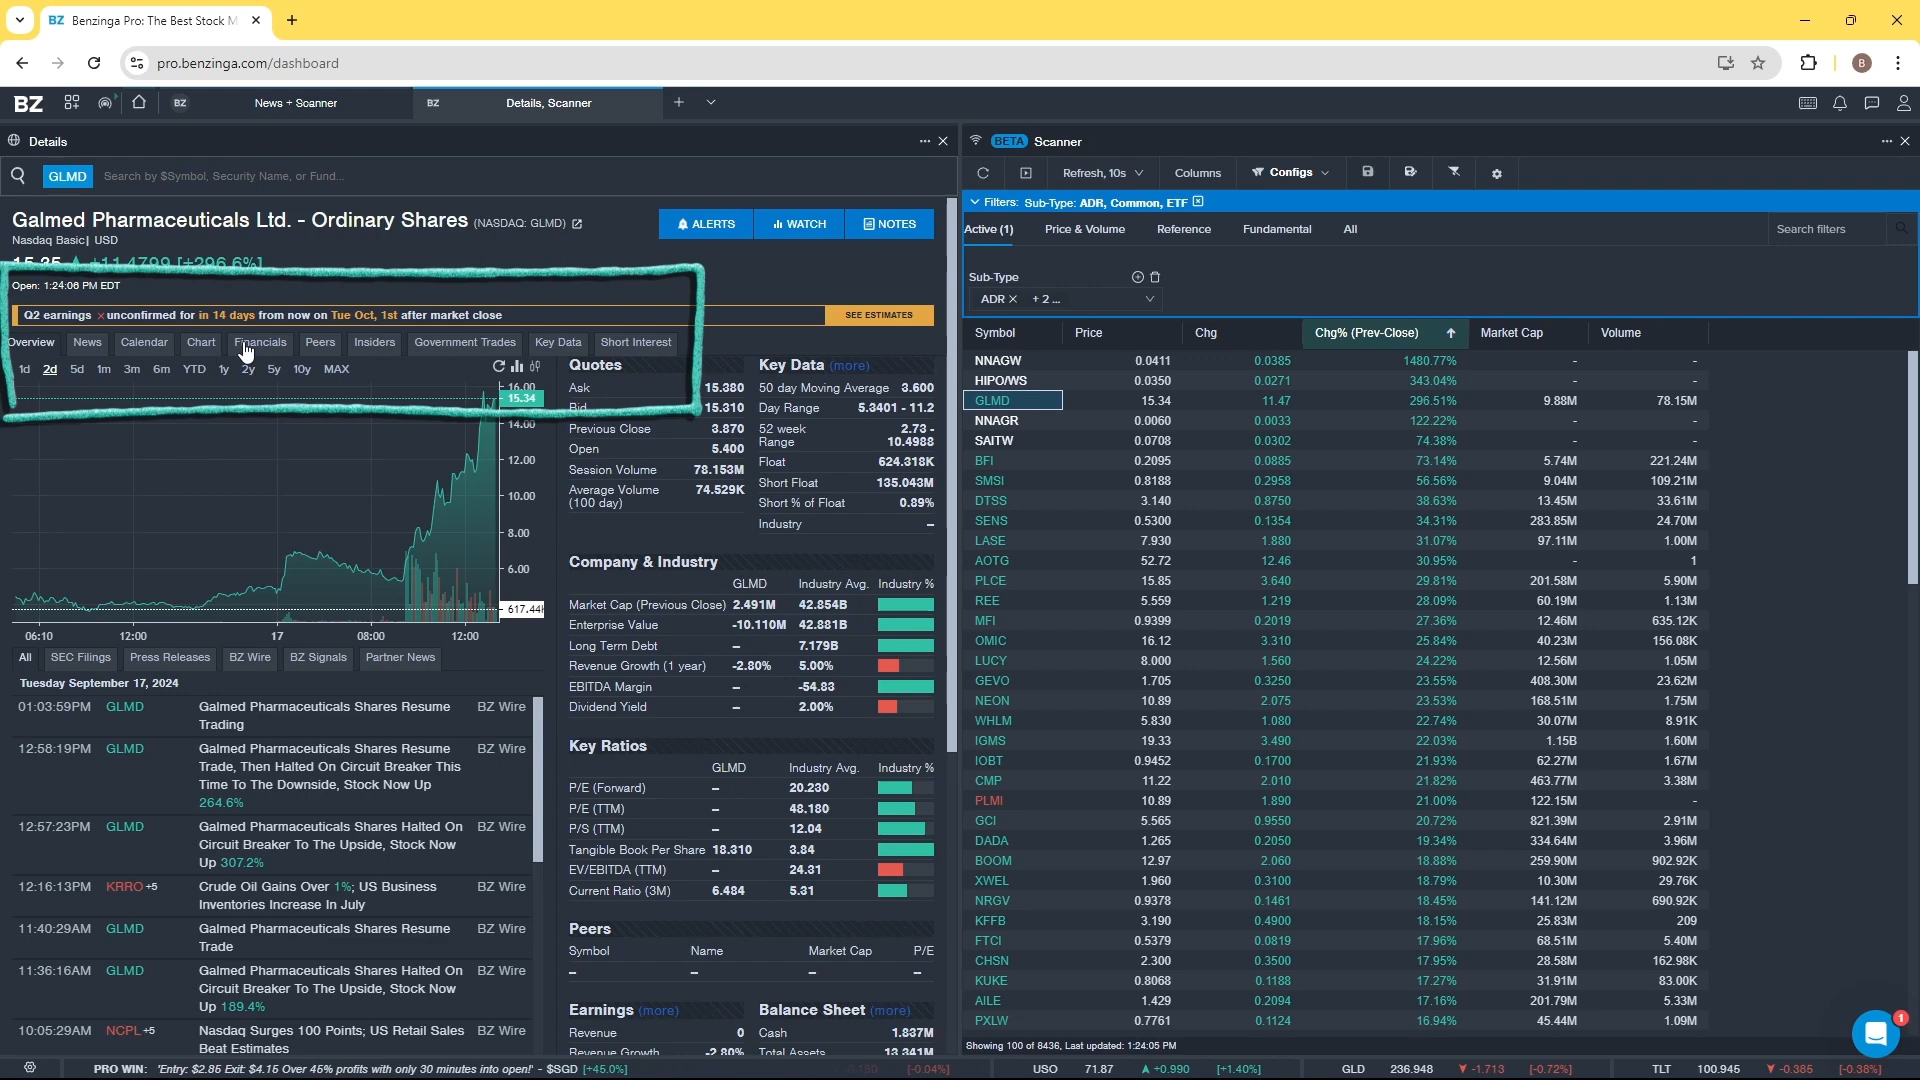 BZ Benzinga Pro: The Best Stock M
pro.benzinga.com/dashboard
B
BZ
BZ News + Scanner
BZ Details, Scanner
Details
GLMD Search by $Symbol, Security Name, or Fund...
Galmed Pharmaceuticals Ltd. - Ordinary Shares (NASDAQ: GLMD)
ALERTS WATCH NOTES
Nasdaq Basic| USD
Open: 1:24:06 PM EDT
Q2 earnings unconfirmed for in 14 days from now on Tue Oct, 1st after market close
SEE ESTIMATES
Overview News Calendar Chart Financials Peers Insiders Government Trades Key Data Short Interest
1d 2d 5d 1m 3m 6m YTD 1y 2y 5y 10y MAX
16.00
15.34
14.00
12.00
10.00
8.00
6.00
617.44
06:10 12:00 17 08:00 12:00
All SEC Filings Press Releases BZ Wire BZ Signals Partner News
Tuesday September 17, 2024
01:03:59PM GLMD Galmed Pharmaceuticals Shares Resume BZ Wire
Trading
12:58:19PM GLMD Galmed Pharmaceuticals Shares Resume BZ Wire
Trade, Then Halted On Circuit Breaker This
Time To The Downside, Stock Now Up
264.6%
12:57:23PM GLMD Galmed Pharmaceuticals Shares Halted On BZ Wire
Circuit Breaker To The Upside, Stock Now
Up 307.2%
12:16:13PM KRRO +5 Crude Oil Gains Over 1%; US Business BZ Wire
Inventories Increase In July
11:40:29AM GLMD Galmed Pharmaceuticals Shares Resume BZ Wire
Trade
11:36:16AM GLMD Galmed Pharmaceuticals Shares Halted On BZ Wire
Circuit Breaker To The Upside, Stock Now
Up 189.4%
10:05:29AM NCPL +5 Nasdaq Surges 100 Points; US Retail Sales BZ Wire
Beat Estimates
Quotes
Ask 15.380
Bid 15.310
Previous Close 3.870
Open 5.400
Session Volume 78.153M
Average Volume 74.529K
(100 day)
Key Data (more)
50 day Moving Average 3.600
Day Range 5.3401 - 11.2
52 week 2.73 -
Range 10.4988
Float 624.318K
Short Float 135.043M
Short % of Float 0.89%
Industry –
Company & Industry
GLMD Industry Avg. Industry %
Market Cap (Previous Close) 2.491M 42.854B
Enterprise Value -10.110M 42.881B
Long Term Debt – 7.179B
Revenue Growth (1 year) -2.80% 5.00%
EBITDA Margin – -54.83
Dividend Yield – 2.00%
Key Ratios
GLMD Industry Avg. Industry %
P/E (Forward) – 20.230
P/E (TTM) – 48.180
P/S (TTM) – 12.04
Tangible Book Per Share 18.310 3.84
EV/EBITDA (TTM) – 24.31
Current Ratio (3M) 6.484 5.31
Peers
Symbol Name Market Cap P/E
– – – –
Earnings (more) Balance Sheet (more)
Revenue 0 Cash 1.837M
Revenue Growth -2.80% Total Assets 13.341M
BETA Scanner
Refresh, 10s Columns Configs
Filters: Sub-Type: ADR, Common, ETF
Active (1) Price & Volume Reference Fundamental All Search filters
Sub-Type
ADR + 2 ...
Symbol Price Chg Chg% (Prev-Close) Market Cap Volume
NNAGW 0.0411 0.0385 1480.77% - -
HIPO/WS 0.0350 0.0271 343.04% - -
GLMD 15.34 11.47 296.51% 9.88M 78.15M
NNAGR 0.0060 0.0033 122.22% - -
SAITW 0.0708 0.0302 74.38% - -
BFI 0.2095 0.0885 73.14% 5.74M 221.24M
SMSI 0.8188 0.2958 56.56% 9.04M 109.21M
DTSS 3.140 0.8750 38.63% 13.45M 33.61M
SENS 0.5300 0.1354 34.31% 283.85M 24.70M
LASE 7.930 1.880 31.07% 97.11M 1.00M
AOTG 52.72 12.46 30.95% - 1
PLCE 15.85 3.640 29.81% 201.58M 5.90M
REE 5.559 1.219 28.09% 60.19M 1.13M
MFI 0.9399 0.2019 27.36% 12.46M 635.12K
OMIC 16.12 3.310 25.84% 40.23M 156.08K
LUCY 8.000 1.560 24.22% 12.56M 1.05M
GEVO 1.705 0.3250 23.55% 408.30M 23.62M
NEON 10.89 2.075 23.53% 168.51M 1.75M
WHLM 5.830 1.080 22.74% 30.07M 8.91K
IGMS 19.33 3.490 22.03% 1.15B 1.60M
IOBT 0.9452 0.1700 21.93% 62.27M 1.67M
CMP 11.22 2.010 21.82% 463.77M 3.38M
PLMI 10.89 1.890 21.00% 122.15M -
GCI 5.565 0.9550 20.72% 821.39M 2.91M
DADA 1.265 0.2050 19.34% 334.64M 3.96M
BOOM 12.97 2.060 18.88% 259.90M 902.92K
XWEL 1.960 0.3100 18.79% 10.30M 29.76K
NRGV 0.9378 0.1461 18.45% 141.12M 690.92K
KFFB 3.190 0.4900 18.15% 25.83M 209
FTCI 0.5379 0.0819 17.96% 68.51M 5.40M
CHSN 2.300 0.3500 17.95% 28.58M 162.98K
KUKE 0.8068 0.1188 17.27% 31.91M 83.00K
AILE 1.429 0.2094 17.16% 201.79M 5.33M
PXLW 0.7761 0.1124 16.94% 45.44M 1.09M
Showing 100 of 8436, Last updated: 1:24:05 PM
1
PRO WIN: 'Entry: $2.85 Exit: $4.15 Over 45% profits with only 30 minutes into open!' - $SGD [+45.0%] [-0.04%] USO 71.87 +0.990 [+1.40%] GLD 236.948 -1.713 [-0.72%] TLT 100.945 -0.385 [-0.38%]